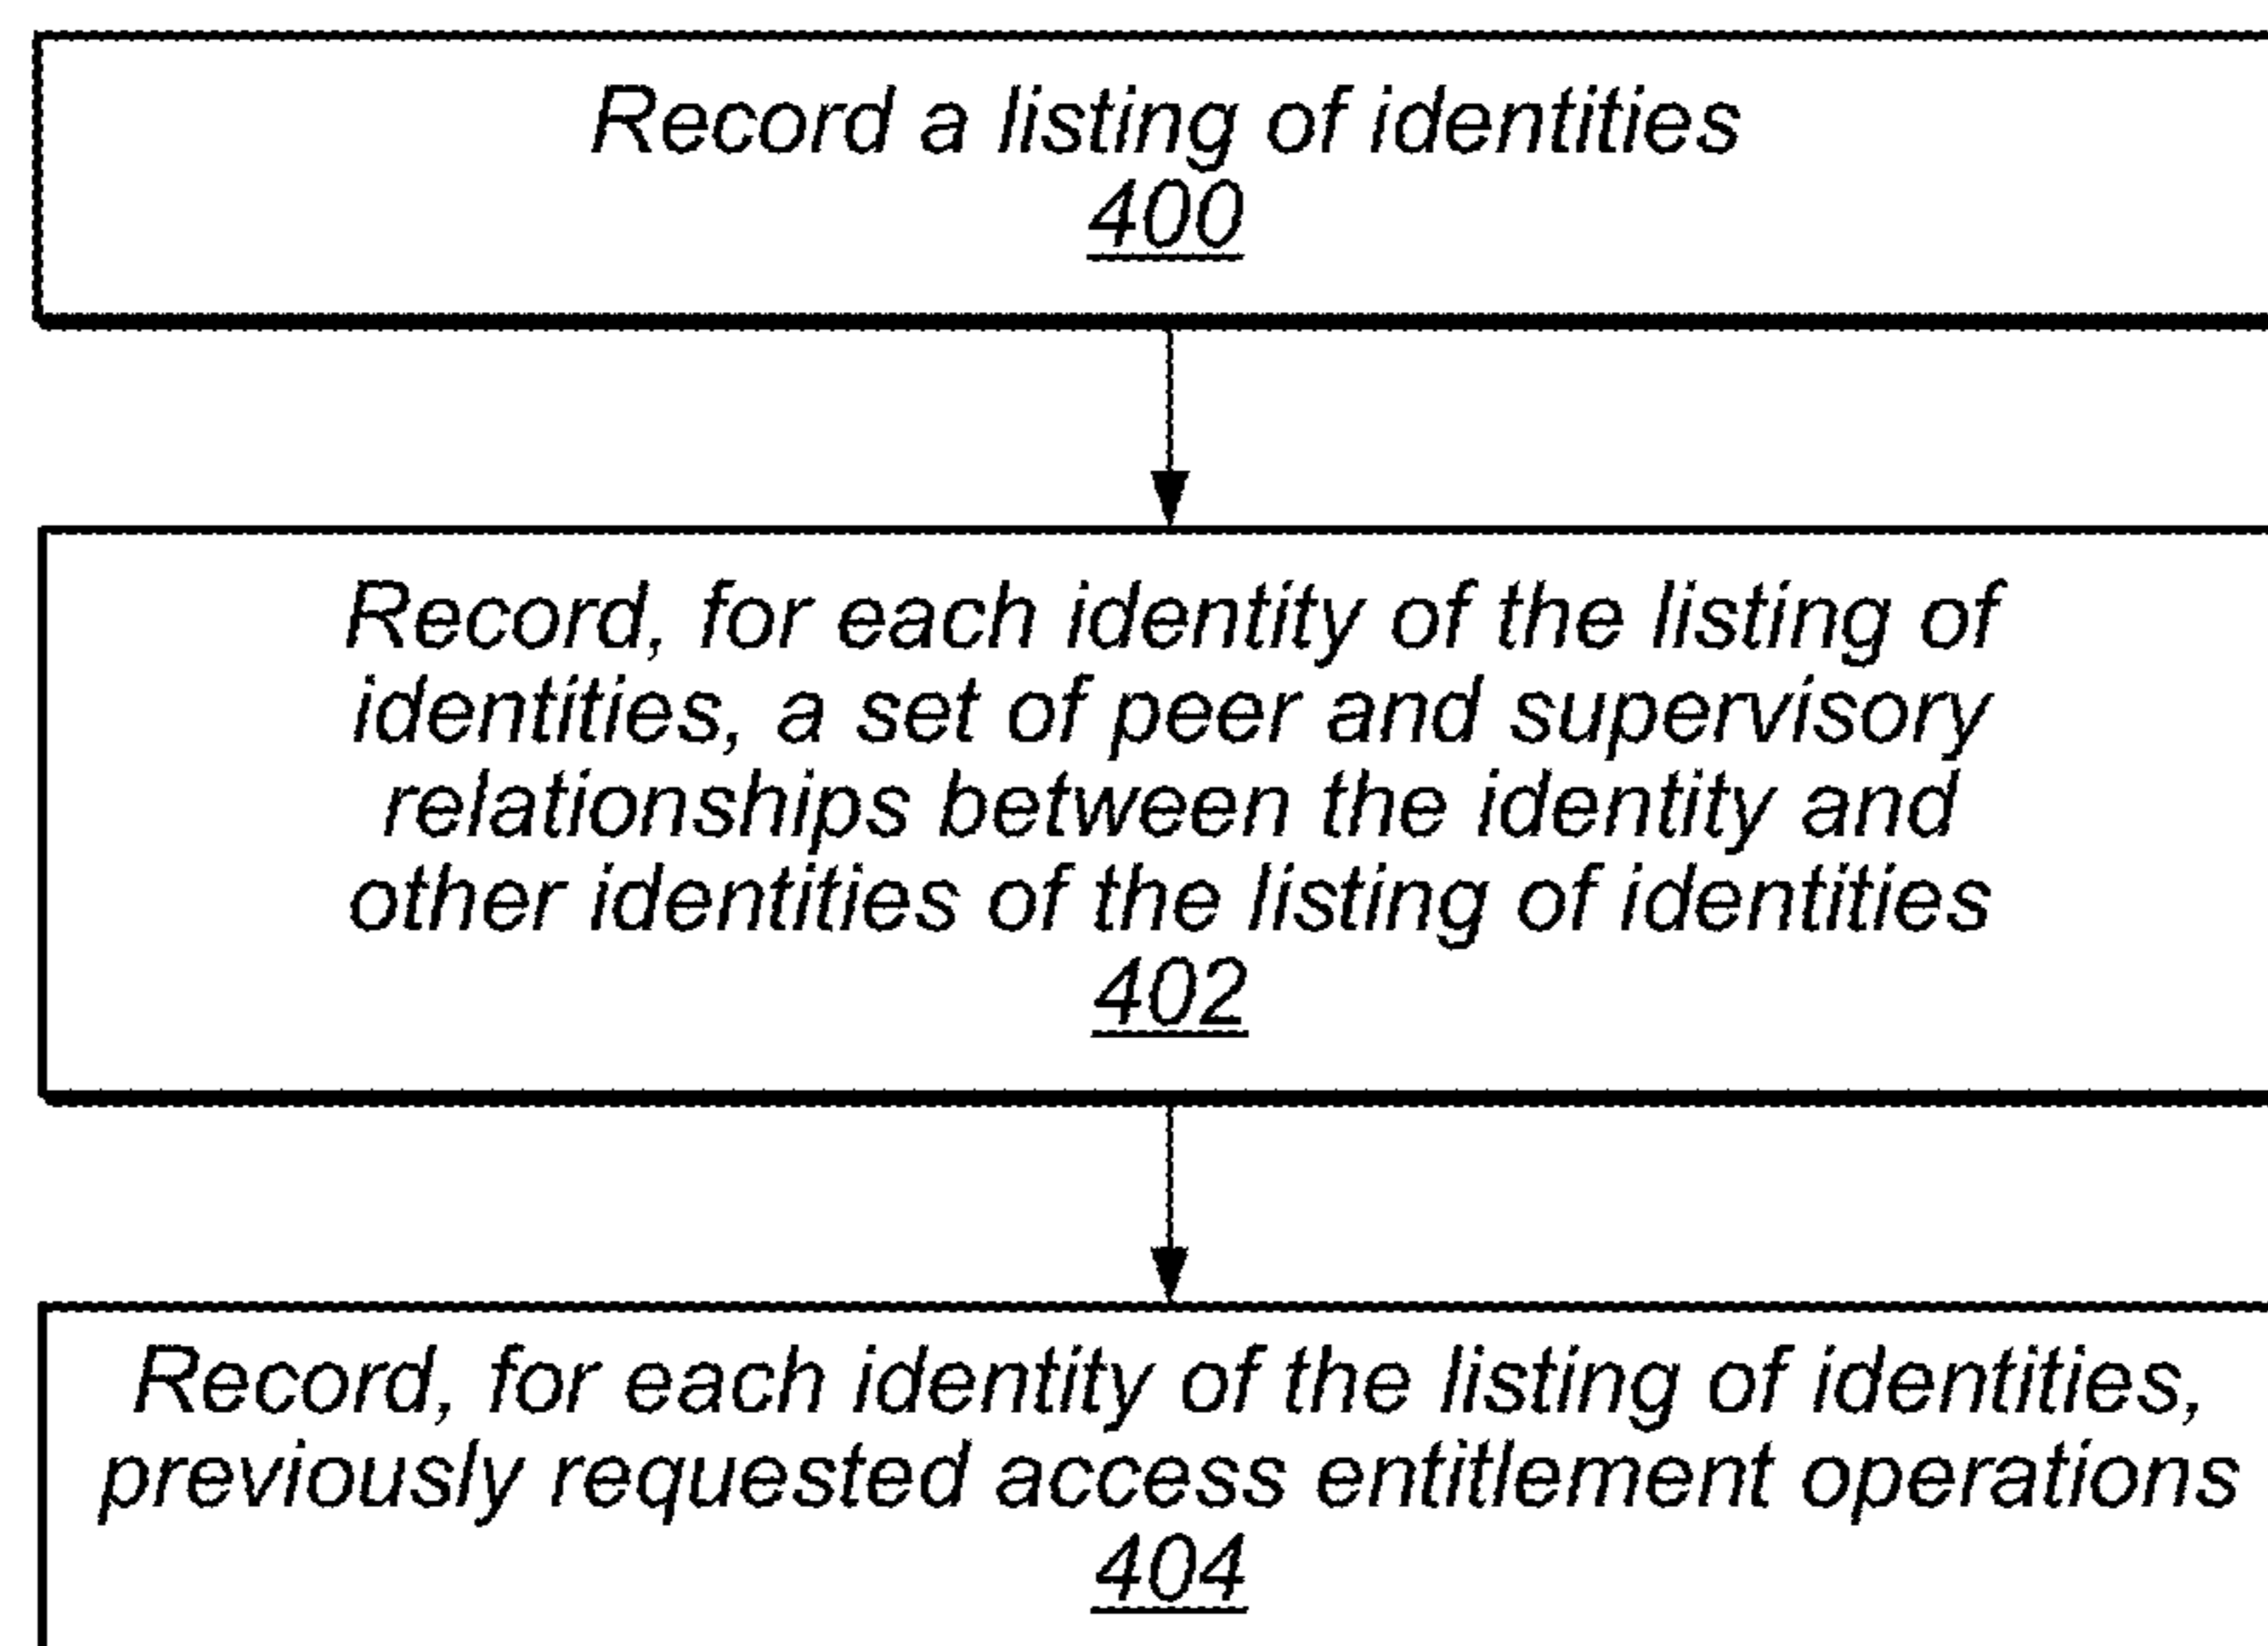 Record a listing of identities
400
Record, for each identity of the listing of
identities, a set of peer and supervisory
relationships between the identity and
other identities of the listing of identities
402
Record, for each identity of the listing of identities,
previously requested access entitlement operations
404